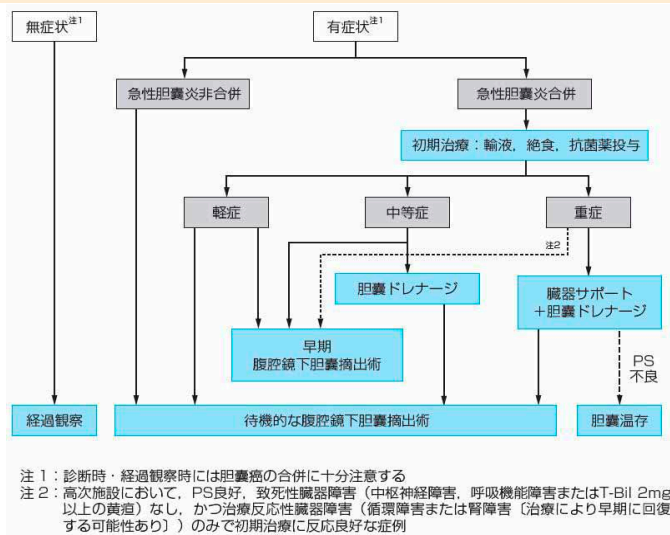 無症状注1
有症状注1
急性胆嚢炎非合併
急性胆嚢炎合併
初期治療：輸液，絶食，抗菌薬投与
軽症
中等症
重症
注2
胆嚢ドレナージ
臓器サポート
＋胆嚢ドレナージ
早期
腹腔鏡下胆嚢摘出術
PS
不良
経過観察
待機的な腹腔鏡下胆嚢摘出術
胆嚢温存
注 1：診断時・経過観察時には胆嚢癌の合併に十分注意する
注 2：高次施設において，PS良好，致死性臓器障害（中枢神経障害，呼吸機能障害またはT-Bil 2mg
以上の黄疸）なし，かつ治療反応性臓器障害（循環障害または腎障害〔治療により早期に回復
する可能性あり〕）のみで初期治療に反応良好な症例